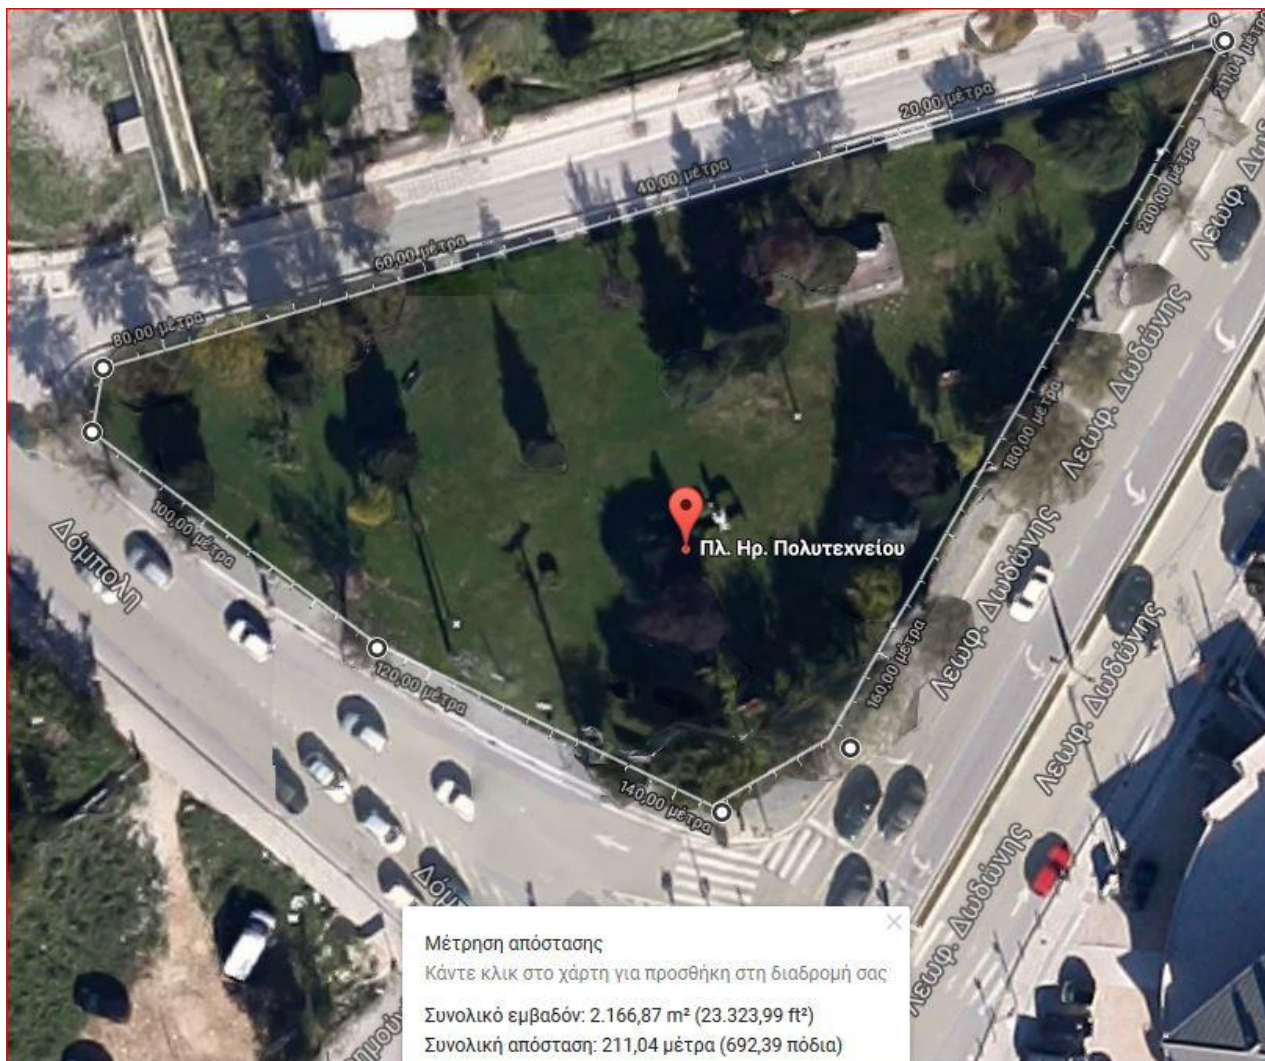 0
211,04 μέτρα
20,00 μέτρα
200,00 μέτρα
Λεωφ. Δωδώνης
40,00 μέτρα
60,00 μέτρα
80,00 μέτρα
Λεωφ. Δωδώνης
180,00 μέτρα
100,00 μέτρα
Πλ. Ηρ. Πολυτεχνείου
Δόμπολη
Λεωφ. Δωδώνης
160,00 μέτρα
120,00 μέτρα
Λεωφ. Δωδώνης
140,00 μέτρα
Λεωφ. Δωδώνης
Μέτρηση απόστασης
Κάντε κλικ στο χάρτη για προσθήκη στη διαδρομή σας
Συνολικό εμβαδόν: 2.166,87 m² (23.323,99 ft²)
Συνολική απόσταση: 211,04 μέτρα (692,39 πόδια)